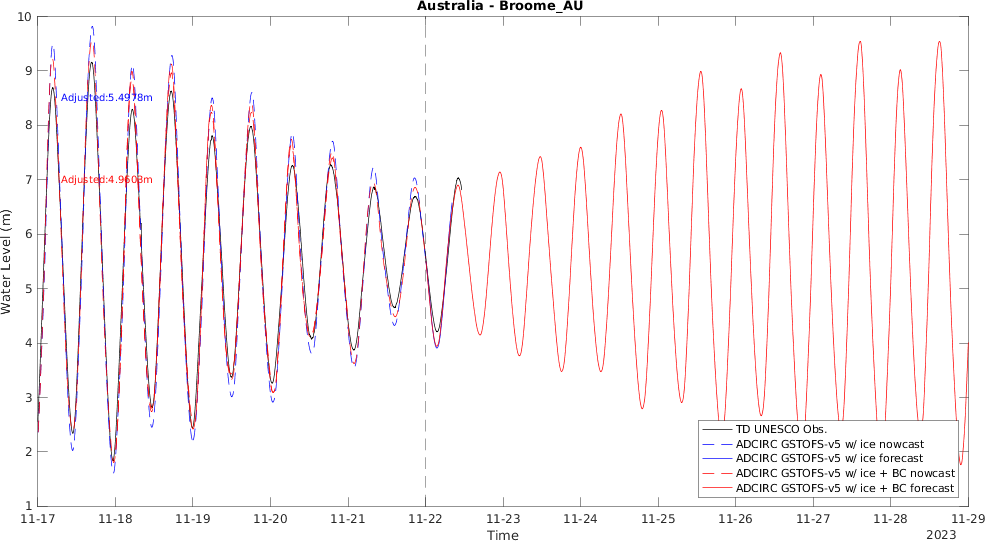 Australia - Broome_AU
10
9
8
7
6
5
4
3
2
1
Water Level (m)
Adjusted:5.4978m
Adjusted:4.9603m
TD UNESCO Obs.
ADCIRC GSTOFS-v5 w/ ice nowcast
ADCIRC GSTOFS-v5 w/ ice forecast
ADCIRC GSTOFS-v5 w/ ice + BC nowcast
ADCIRC GSTOFS-v5 w/ ice + BC forecast
11-17 11-18 11-19 11-20 11-21 11-22 11-23 11-24 11-25 11-26 11-27 11-28 11-29
Time
2023